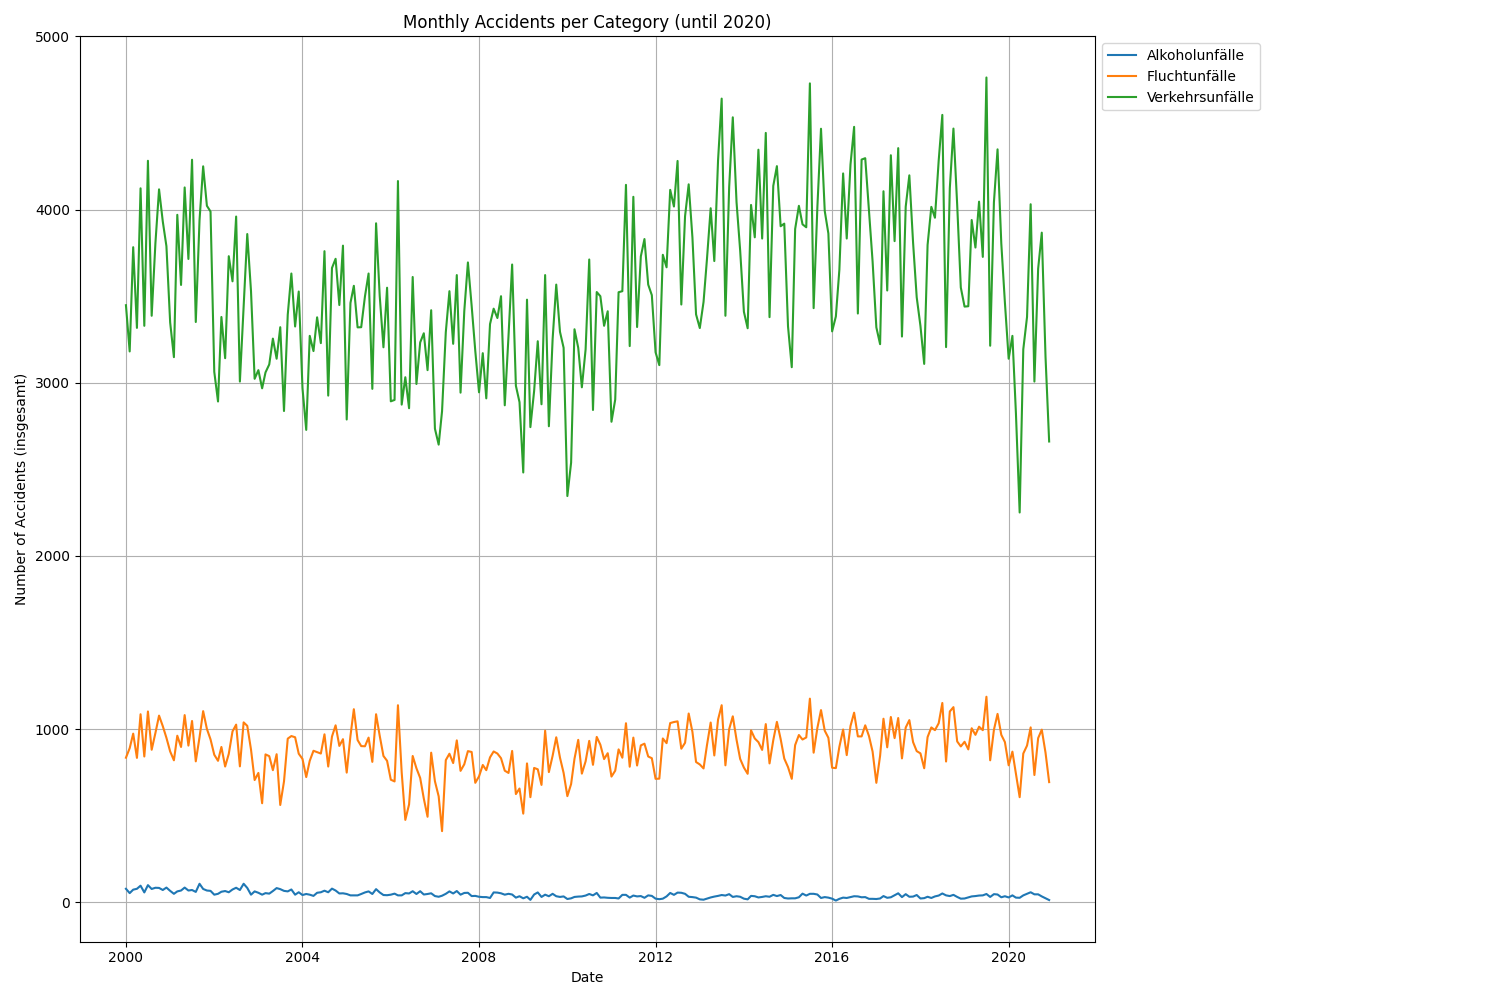 Monthly Accidents per Category (until 2020)
Alkoholunfälle
Fluchtunfälle
Verkehrsunfälle
Number of Accidents (insgesamt)
5000
4000
3000
2000
1000
0
2000 2004 2008 2012 2016 2020
Date